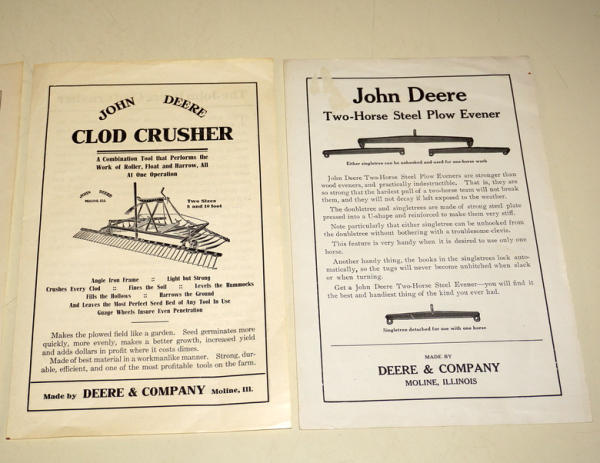 JOHN DEERE
CLOD CRUSHER
A Combination Tool that Performs the
Work of Roller, Float and Harrow, All
At One Operation
JOHN DEERE
MOLINE, ILL.
Two Sizes
8 and 10 foot
Angle Iron Frame :: Light but Strong
Crushes Every Clod :: Fines the Soil :: Levels the Hummocks
Fills the Hollows :: Narrows the Ground
And Leaves the Most Perfect Seed Bed of Any Tool In Use
Gauge Wheels Insure Even Penetration
Makes the plowed field like a garden. Seed germinates more
quickly, more evenly, makes a better growth, increased yield
and adds dollars in profit where it costs dimes.
Made of best material in a workmanlike manner. Strong, dur-
able, efficient, and one of the most profitable tools on the farm.
Made by DEERE & COMPANY Moline, Ill.
John Deere
Two-Horse Steel Plow Evener
Either singletree can be unhooked and used for one-horse work
John Deere Two-Horse Steel Plow Eveners are stronger than
wood eveners, and practically indestructible. That is, they are
so strong that the hardest pull of a two-horse team will not break
them, and they will not decay if left exposed to the weather.
The doubletree and singletrees are made of strong steel plate
pressed into a U-shape and reinforced to make them very stiff.
Note particularly that either singletree can be unhooked from
the doubletree without bothering with a troublesome clevis.
This feature is very handy when it is desired to use only one
horse.
Another handy thing, the hooks in the singletrees lock auto-
matically, so the tugs will never become unhitched when slack
or when turning.
Get a John Deere Two-Horse Steel Evener—you will find it
the best and handiest thing of the kind you ever had.
Singletree detached for use with one horse
MADE BY
DEERE & COMPANY
MOLINE, ILLINOIS